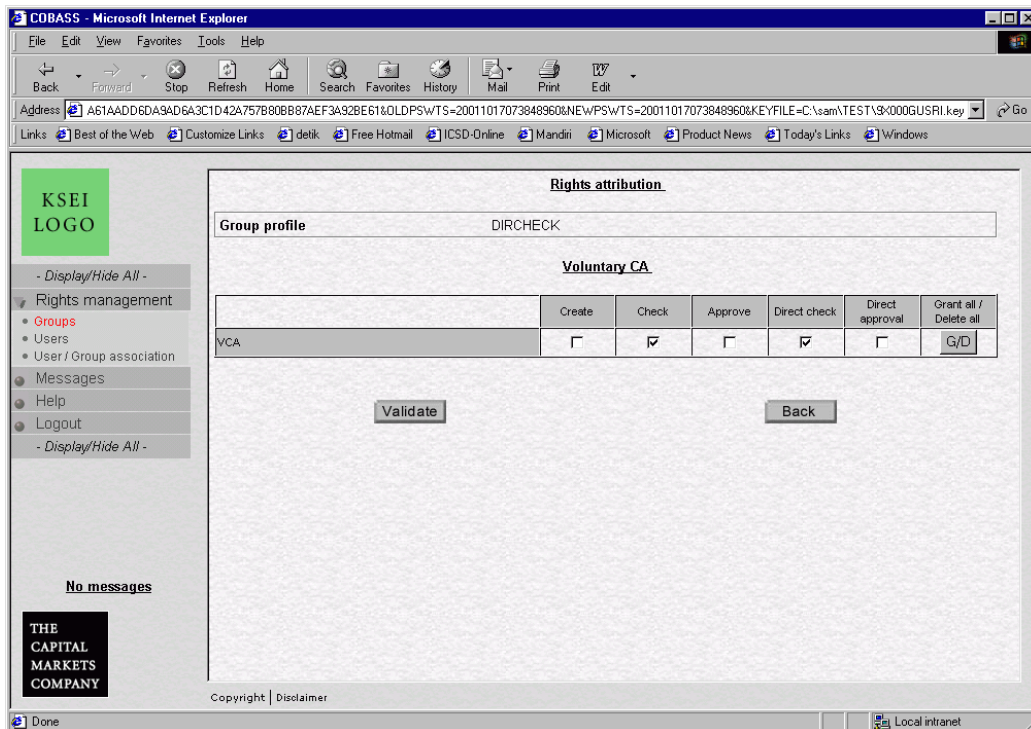 COBASS - Microsoft Internet Explorer
File Edit View Favorites Tools Help
Back Forward Stop Refresh Home Search Favorites History Mail Print Edit
Address A61AADD6DA9AD6A3C1D42A757B80BB87AEF3A92BE61&OLDPSWTS=20011017073848960&NEWPSWTS=20011017073848960&KEYFILE=C:\sam\TEST\9X000GUSRI.key Go
Links Best of the Web Customize Links detik Free Hotmail ICSD-Online Mandiri Microsoft Product News Today's Links Windows
KSEI
LOGO
- Display/Hide All -
Rights management
Groups
Users
User / Group association
Messages
Help
Logout
- Display/Hide All -
No messages
THE
CAPITAL
MARKETS
COMPANY
Rights attribution
Group profile DIRCHECK
Voluntary CA
Create Check Approve Direct check Direct approval Grant all / Delete all
VCA G/D
Validate Back
Copyright | Disclaimer
Done Local intranet